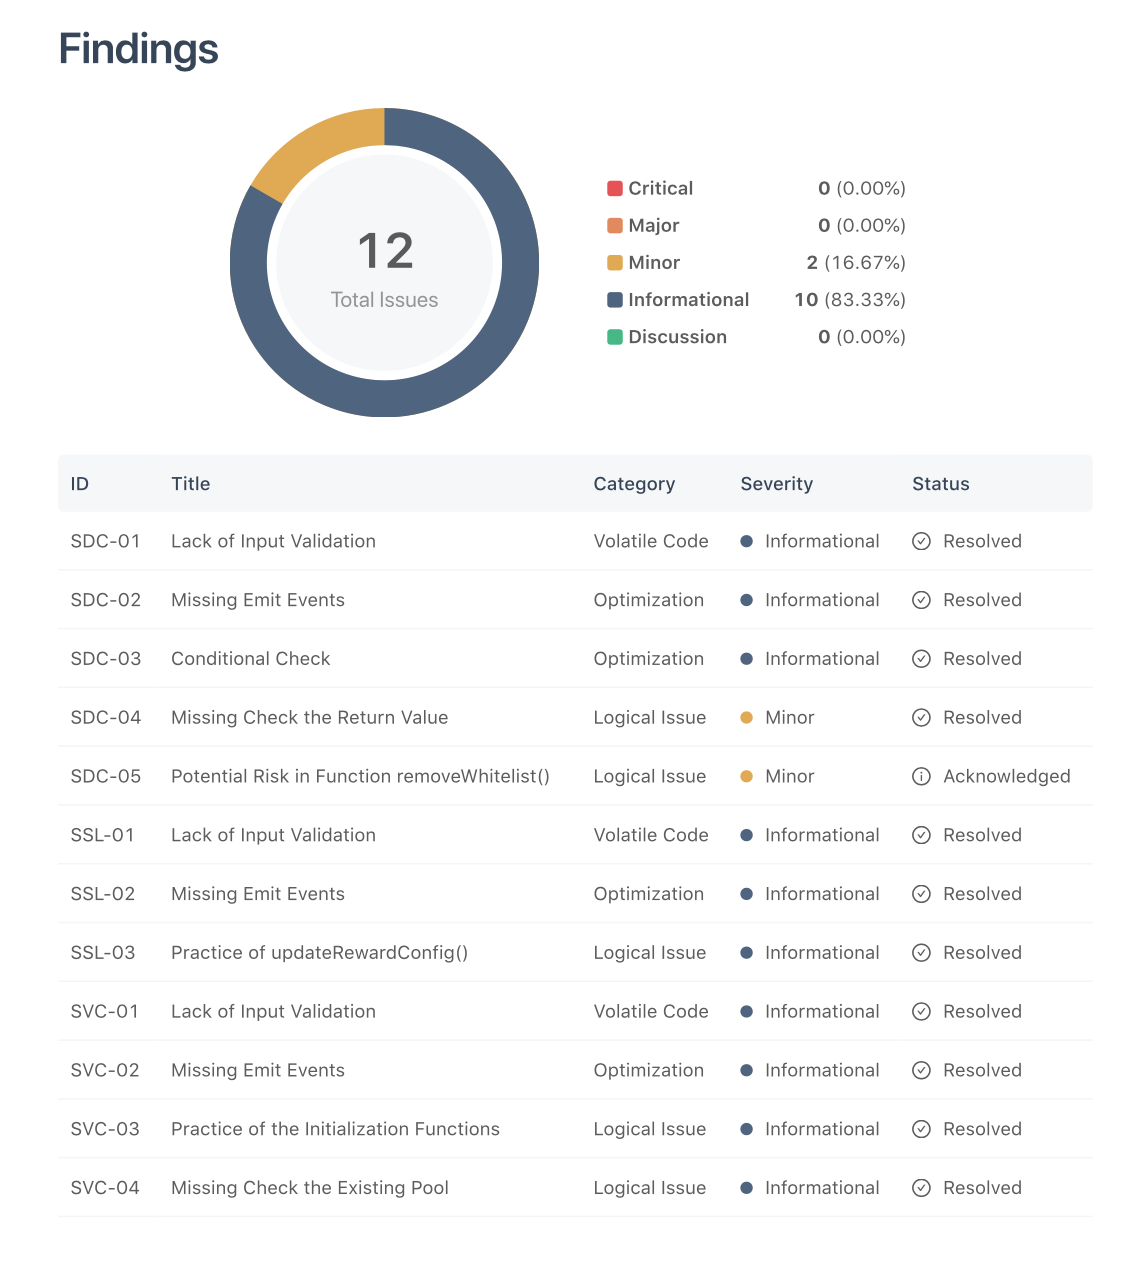 Findings
12
Total Issues
Critical 0 (0.00%)
Major 0 (0.00%)
Minor 2 (16.67%)
Informational 10 (83.33%)
Discussion 0 (0.00%)
ID Title Category Severity Status
SDC-01 Lack of Input Validation Volatile Code Informational Resolved
SDC-02 Missing Emit Events Optimization Informational Resolved
SDC-03 Conditional Check Optimization Informational Resolved
SDC-04 Missing Check the Return Value Logical Issue Minor Resolved
SDC-05 Potential Risk in Function removeWhitelist() Logical Issue Minor Acknowledged
SSL-01 Lack of Input Validation Volatile Code Informational Resolved
SSL-02 Missing Emit Events Optimization Informational Resolved
SSL-03 Practice of updateRewardConfig() Logical Issue Informational Resolved
SVC-01 Lack of Input Validation Volatile Code Informational Resolved
SVC-02 Missing Emit Events Optimization Informational Resolved
SVC-03 Practice of the Initialization Functions Logical Issue Informational Resolved
SVC-04 Missing Check the Existing Pool Logical Issue Informational Resolved